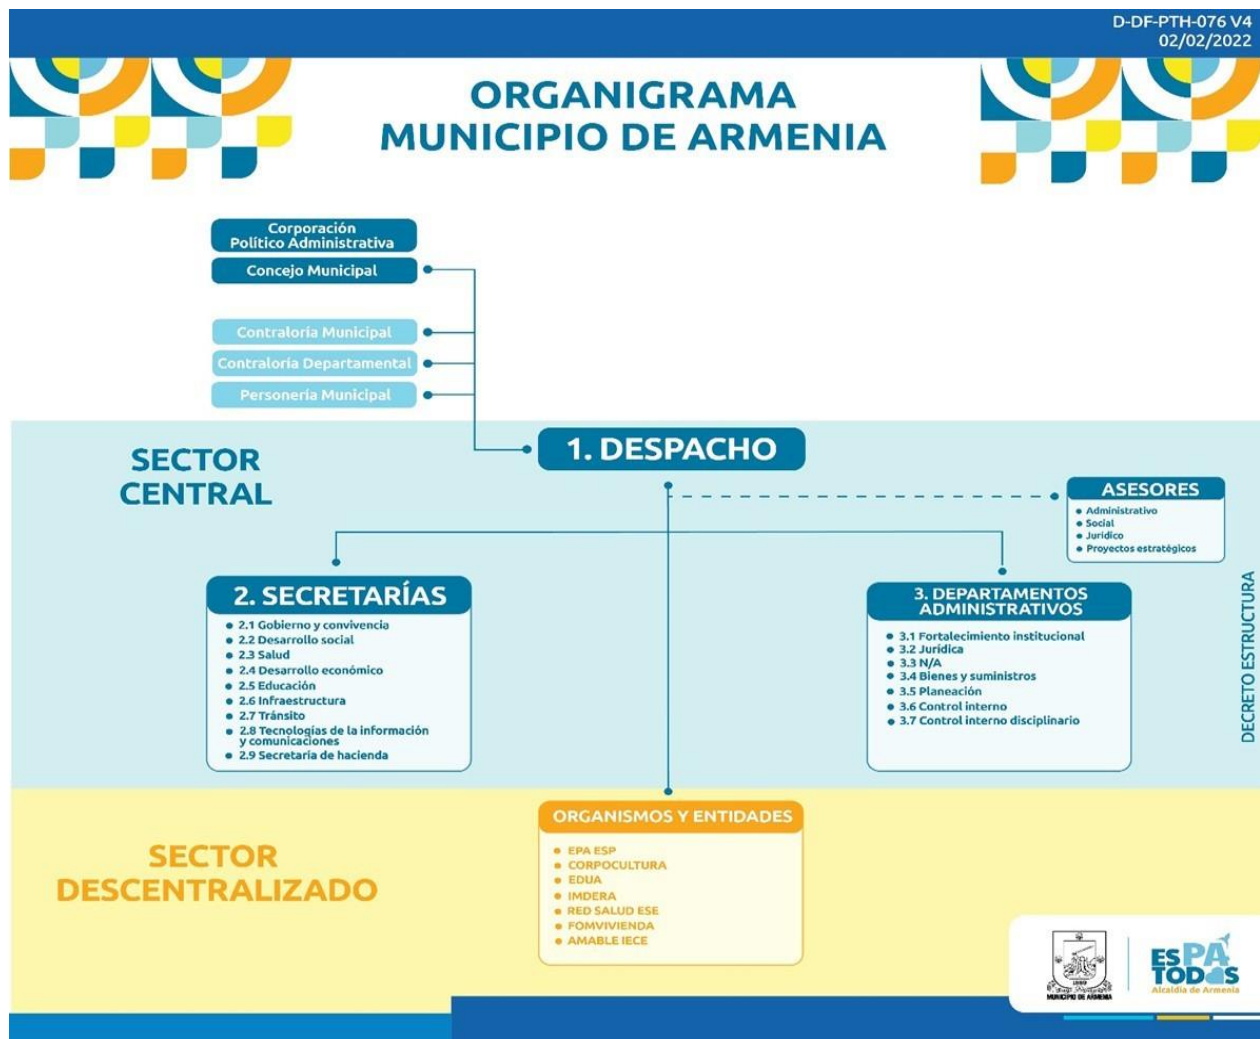 D-DF-PTH-076 V4
02/02/2022
ORGANIGRAMA
MUNICIPIO DE ARMENIA
Corporación
Político Administrativa
Concejo Municipal
Contraloría Municipal
Contraloría Departamental
Personería Municipal
SECTOR
CENTRAL
1. DESPACHO
ASESORES
Administrativo
Social
Jurídico
Proyectos estratégicos
2. SECRETARÍAS
2.1 Gobierno y convivencia
2.2 Desarrollo social
2.3 Salud
2.4 Desarrollo económico
2.5 Educación
2.6 Infraestructura
2.7 Tránsito
2.8 Tecnologías de la información
y comunicaciones
2.9 Secretaría de hacienda
3. DEPARTAMENTOS
ADMINISTRATIVOS
3.1 Fortalecimiento institucional
3.2 Jurídica
3.3 N/A
3.4 Bienes y suministros
3.5 Planeación
3.6 Control interno
3.7 Control interno disciplinario
DECRETO ESTRUCTURA
SECTOR
DESCENTRALIZADO
ORGANISMOS Y ENTIDADES
EPA ESP
CORPOCULTURA
EDUA
IMDERA
RED SALUD ESE
FOMVIVIENDA
AMABLE IECE
1889
MUNICIPIO DE ARMENIA
ES PA
TODOS
Alcaldía de Armenia